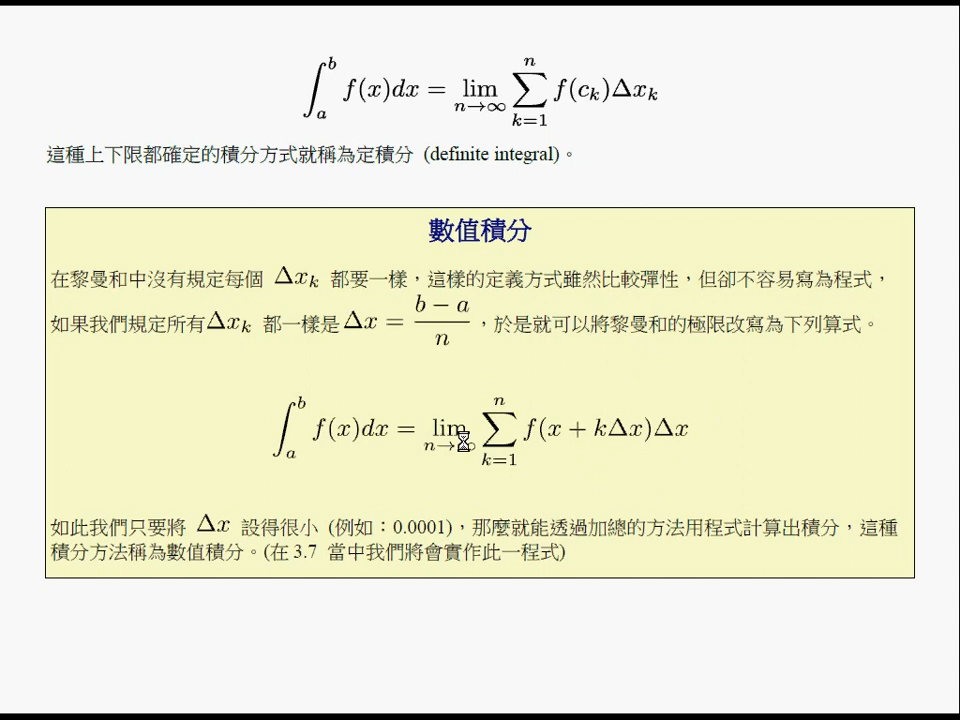 ∫_a^b f(x)dx = lim_{n→∞} ∑_{k=1}^n f(c_k)Δx_k
這種上下限都確定的積分方式就稱為定積分 (definite integral)。
數值積分
在黎曼和中沒有規定每個 Δx_k 都要一樣，這樣的定義方式雖然比較彈性，但卻不容易寫為程式，
如果我們規定所有Δx_k 都一樣是 Δx = \frac{b − a}{n}，於是就可以將黎曼和的極限改寫為下列算式。
∫_a^b f(x)dx = lim_{n→∞} ∑_{k=1}^n f(x + kΔx)Δx
如此我們只要將 Δx 設得很小 (例如：0.0001)，那麼就能透過加總的方法用程式計算出積分，這種
積分方法稱為數值積分。(在 3.7 當中我們將會實作此一程式)